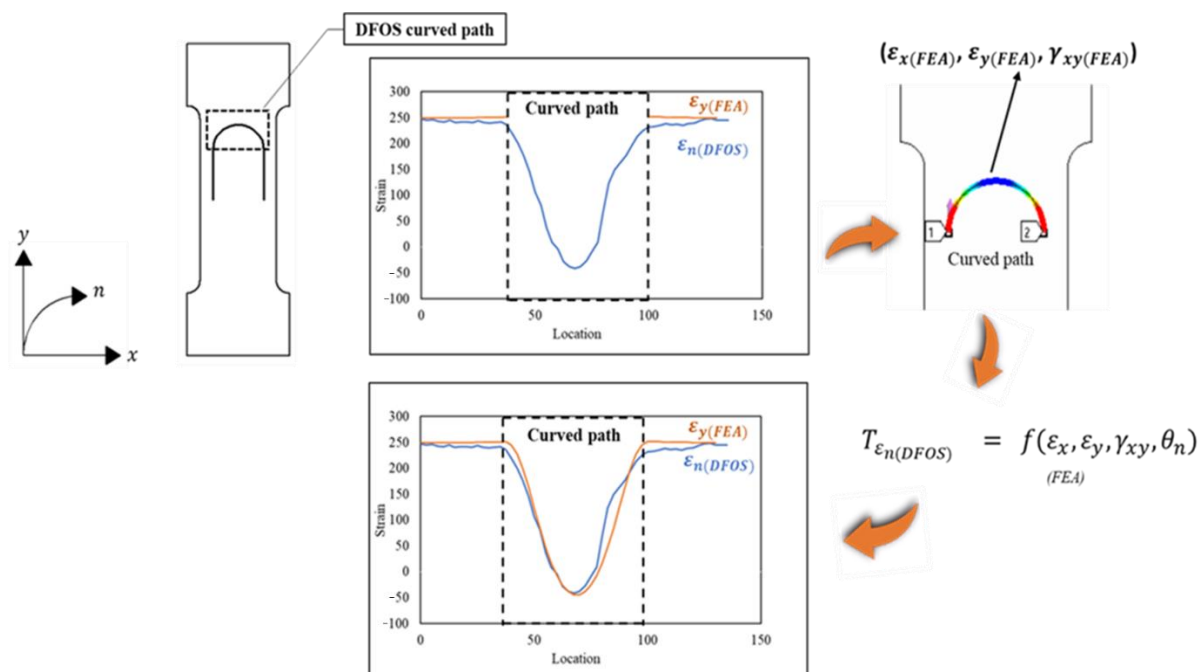 DFOS curved path
y
n
x
300
250
200
150
100
50
0
-50
-100
Strain
0
50
100
150
Location
Curved path
εy(FEA)
εn(DFOS)
(εx(FEA), εy(FEA), γxy(FEA))
1
2
Curved path
Tεn(DFOS) = f(εx, εy, γxy, θn)
(FEA)
300
250
200
150
100
50
0
-50
-100
Strain
0
50
100
150
Location
Curved path
εy(FEA)
εn(DFOS)